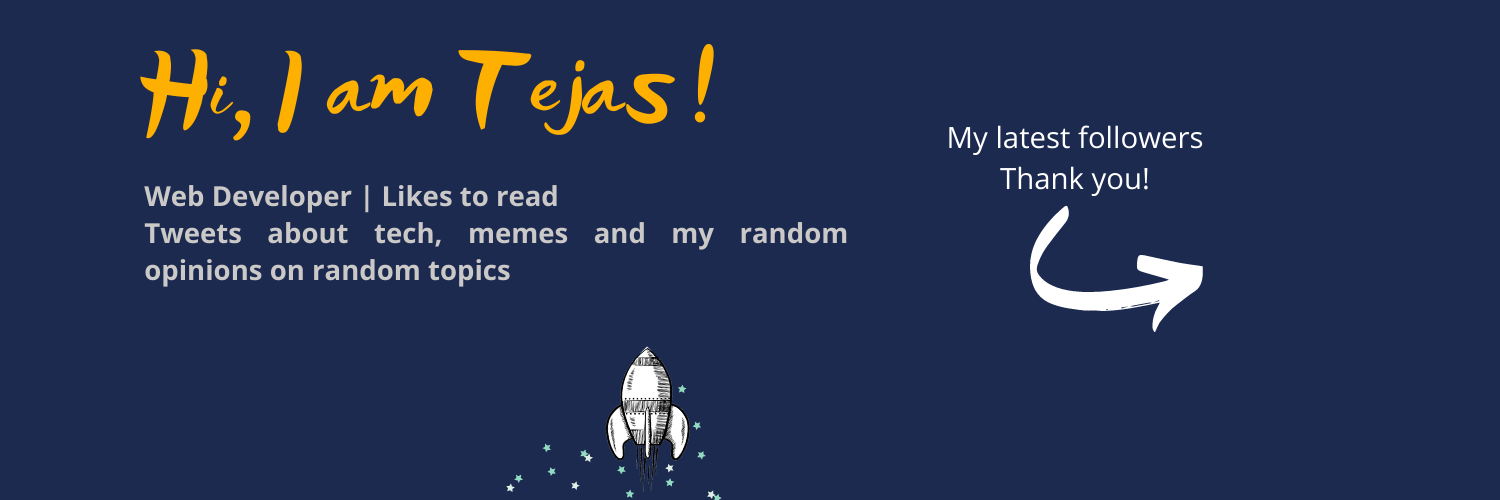 Hi, I am Tejas!
Web Developer | Likes to read
Tweets about tech, memes and my random
opinions on random topics
My latest followers
Thank you!